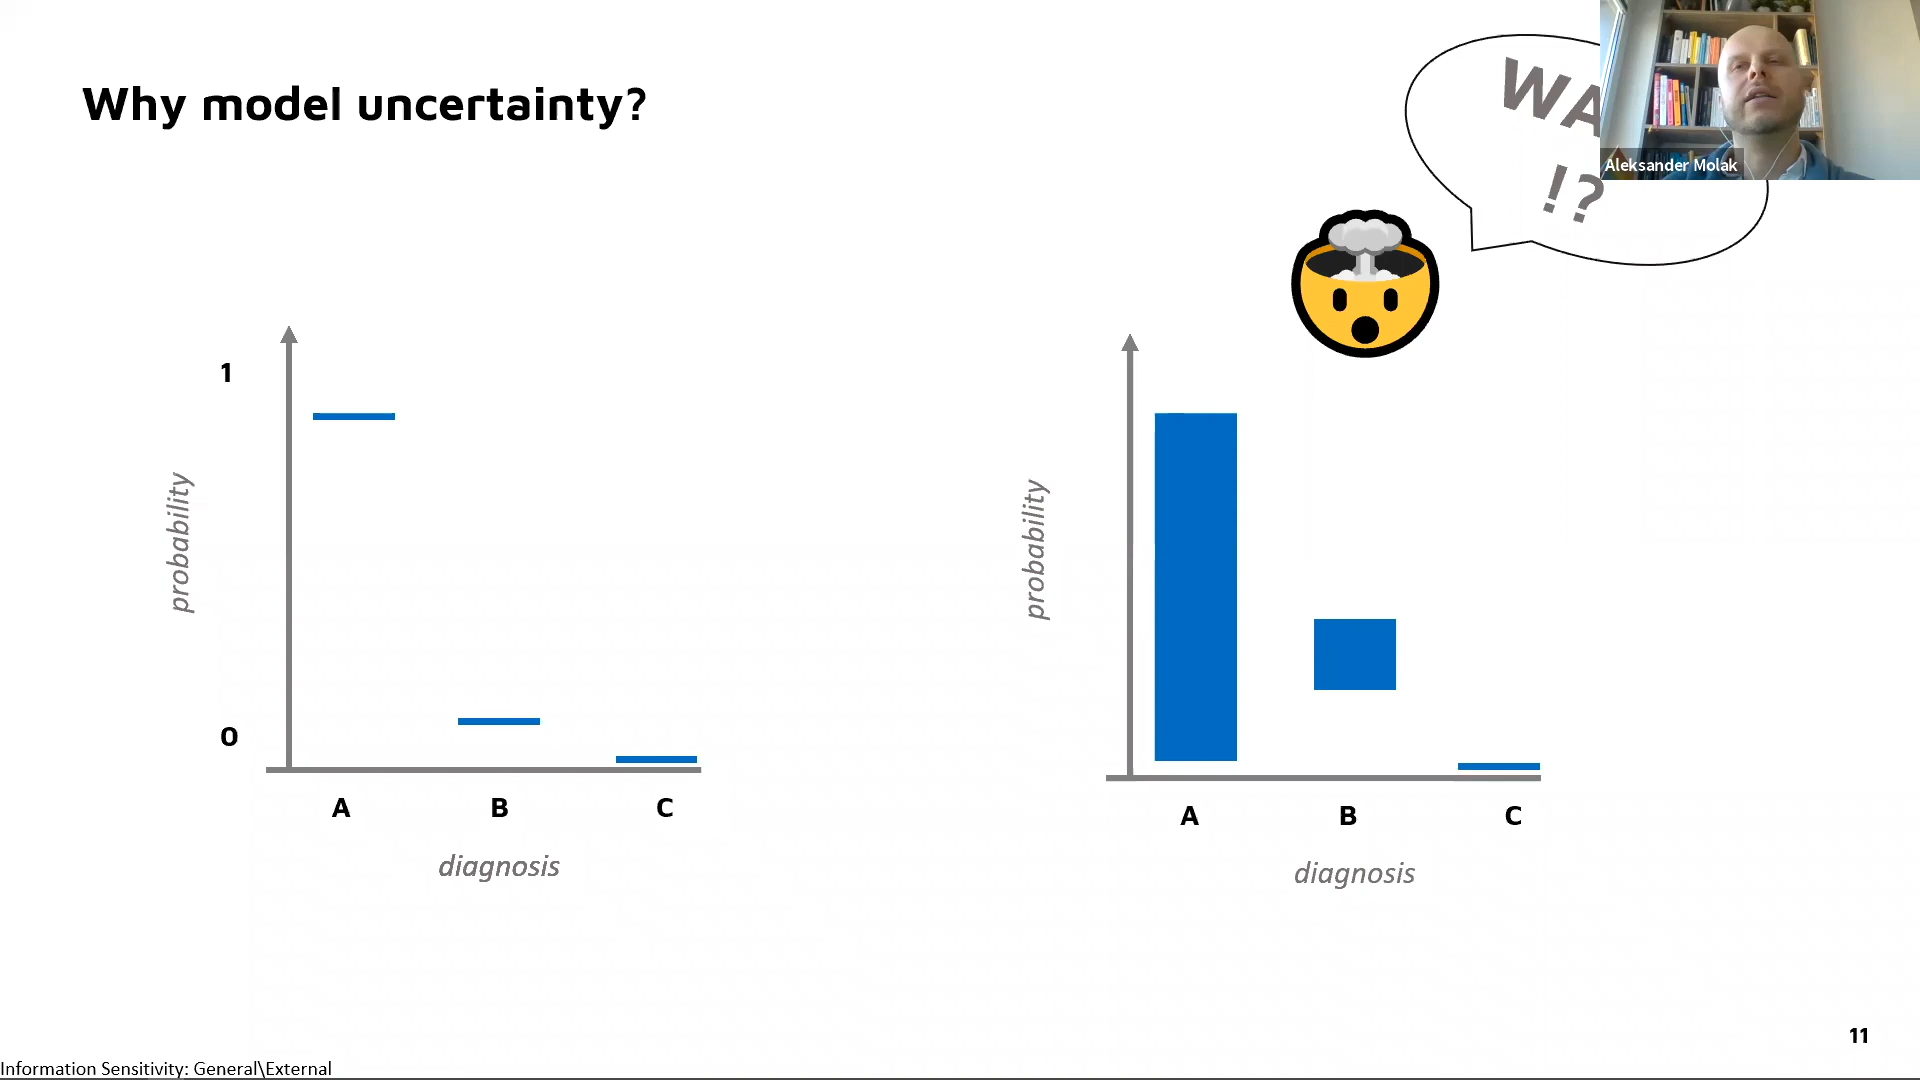 Why model uncertainty?
WA
!?
Aleksander Molak
1
probability
0
A B C
diagnosis
probability
A B C
diagnosis
11
Information Sensitivity: General\External